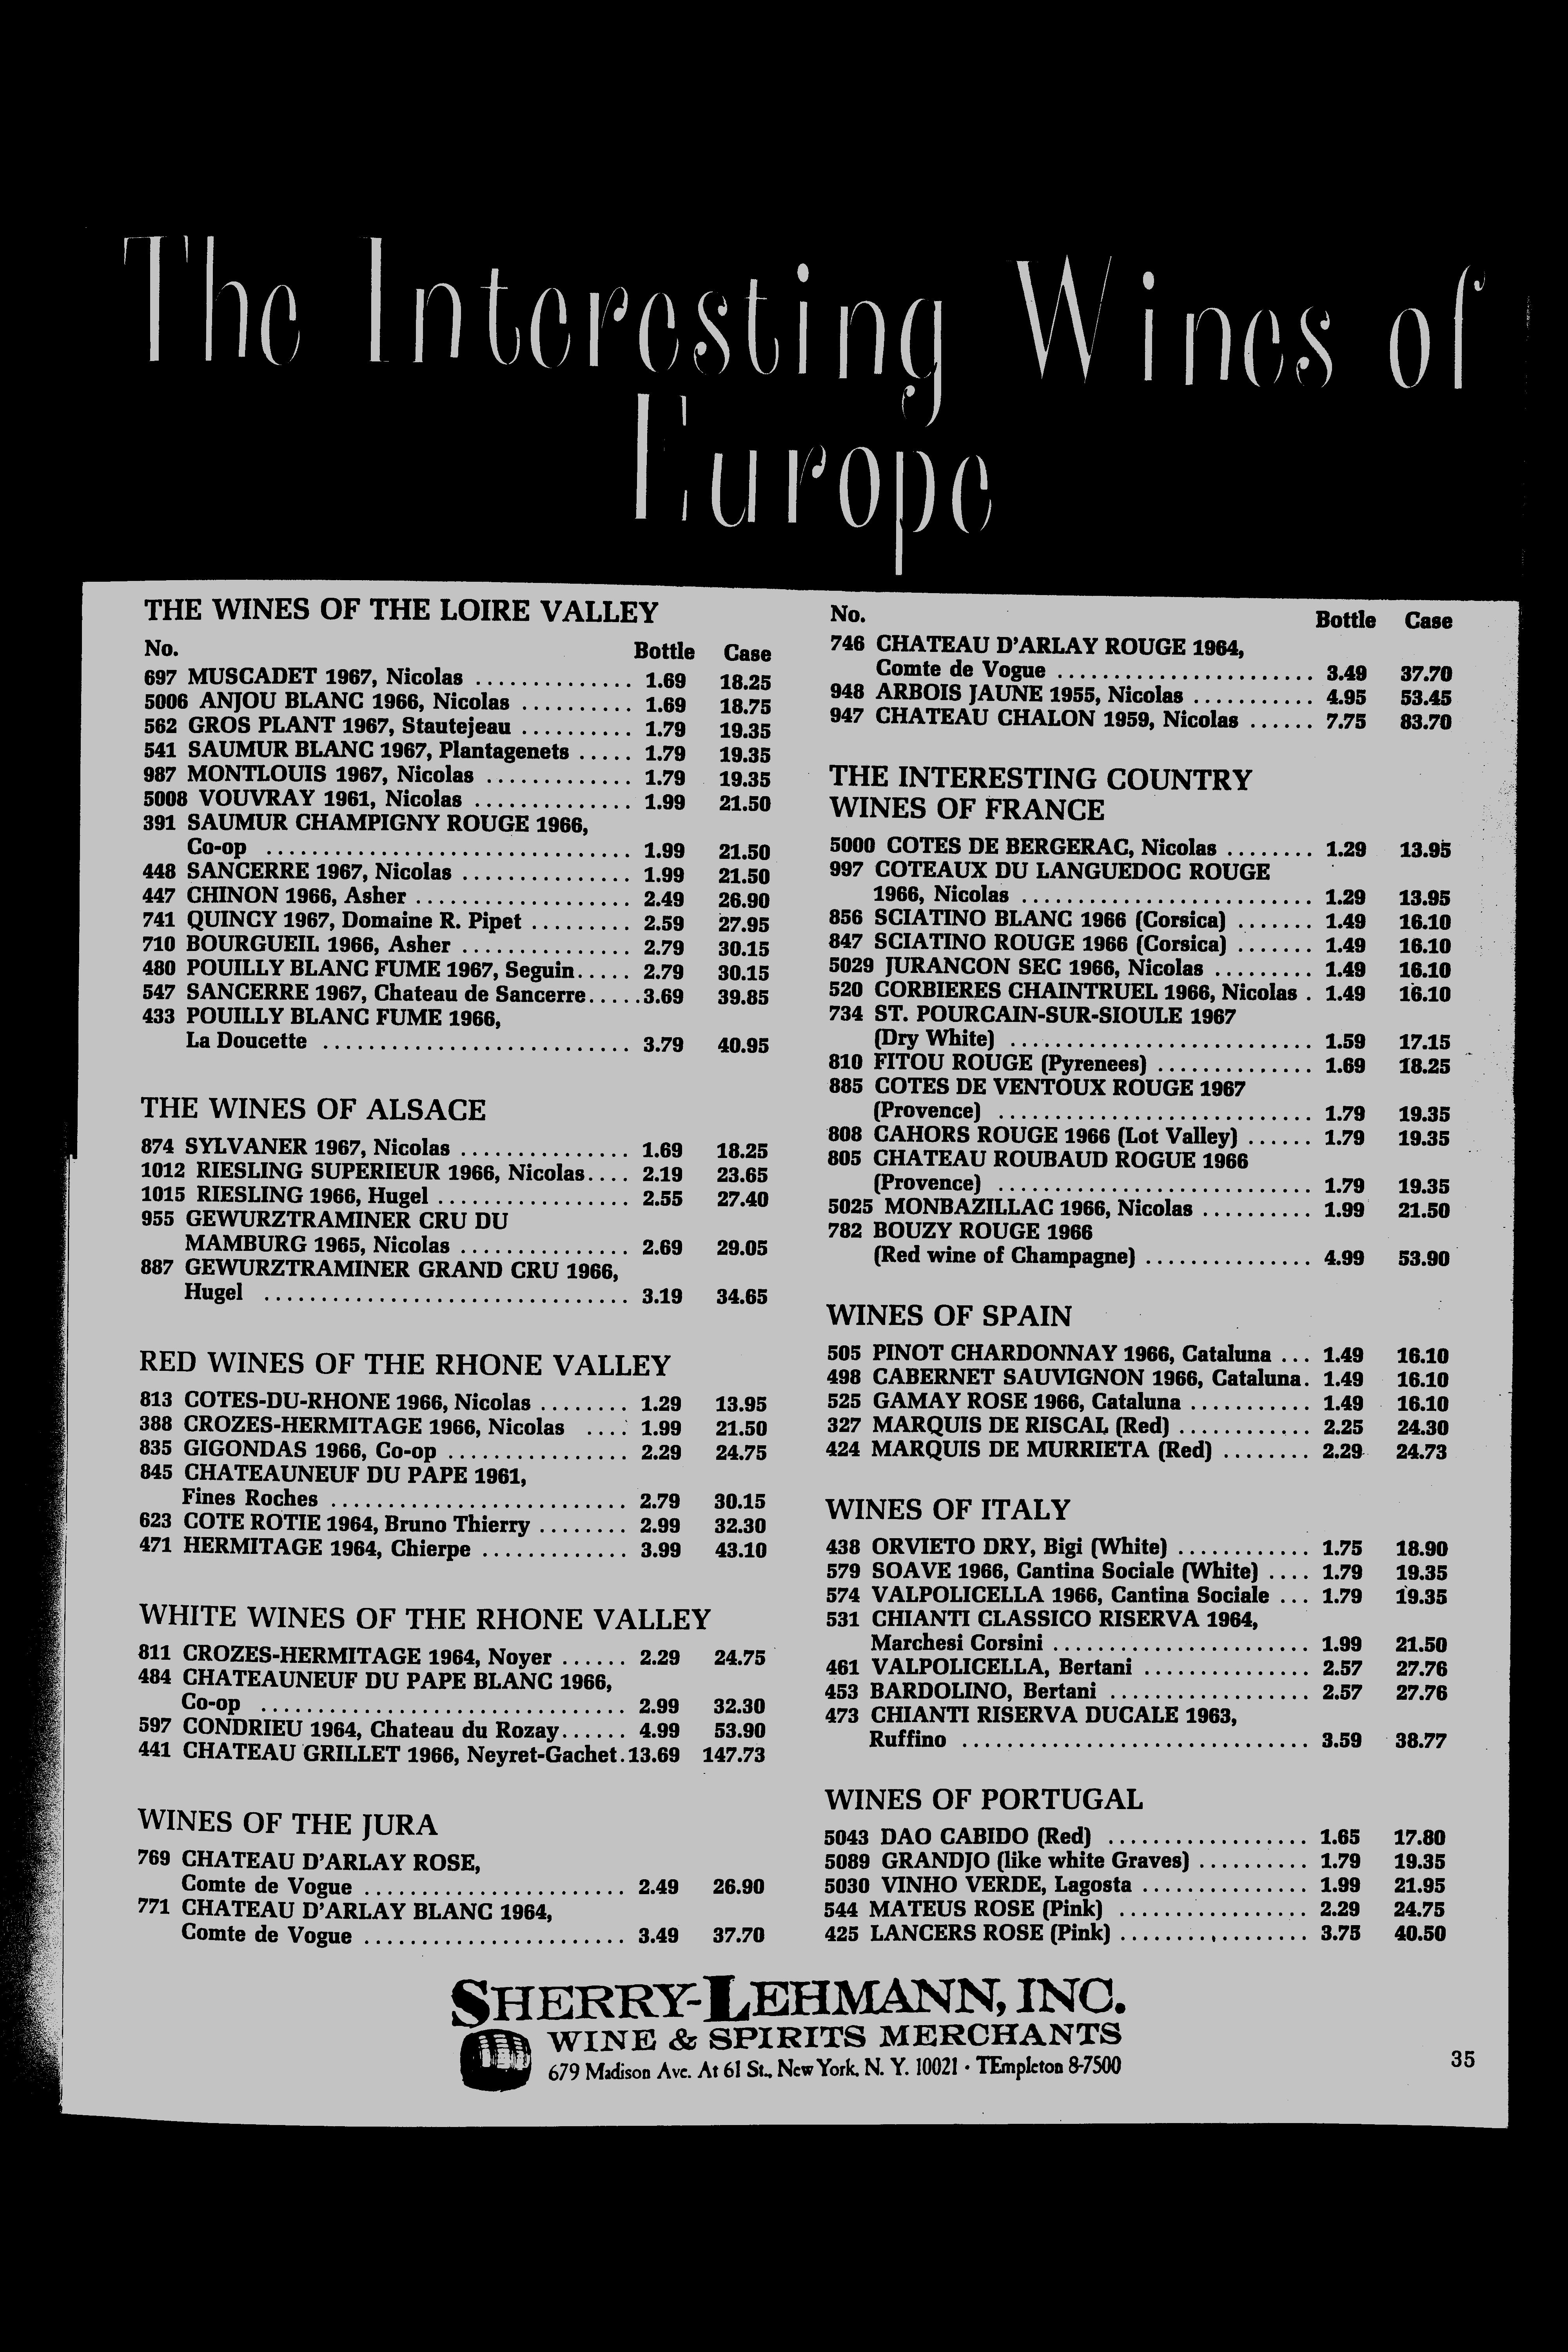 The Interesting Wines of
Europe
THE WINES OF THE LOIRE VALLEY
No. Bottle Case
697 MUSCADET 1967, Nicolas .............. 1.69 18.25
5006 ANJOU BLANC 1966, Nicolas .......... 1.69 18.75
562 GROS PLANT 1967, Stautejeau .......... 1.79 19.35
541 SAUMUR BLANC 1967, Plantagenets ..... 1.79 19.35
987 MONTLOUIS 1967, Nicolas ............. 1.79 19.35
5008 VOUVRAY 1961, Nicolas .............. 1.99 21.50
391 SAUMUR CHAMPIGNY ROUGE 1966,
Co-op ................................ 1.99 21.50
448 SANCERRE 1967, Nicolas ............... 1.99 21.50
447 CHINON 1966, Asher ................... 2.49 26.90
741 QUINCY 1967, Domaine R. Pipet ......... 2.59 27.95
710 BOURGUEIL 1966, Asher ............... 2.79 30.15
480 POUILLY BLANC FUME 1967, Seguin..... 2.79 30.15
547 SANCERRE 1967, Chateau de Sancerre.....3.69 39.85
433 POUILLY BLANC FUME 1966,
La Doucette ........................... 3.79 40.95
THE WINES OF ALSACE
874 SYLVANER 1967, Nicolas ............... 1.69 18.25
1012 RIESLING SUPERIEUR 1966, Nicolas.... 2.19 23.65
1015 RIESLING 1966, Hugel ................. 2.55 27.40
955 GEWURZTRAMINER CRU DU
MAMBURG 1965, Nicolas ............... 2.69 29.05
887 GEWURZTRAMINER GRAND CRU 1966,
Hugel ................................ 3.19 34.65
RED WINES OF THE RHONE VALLEY
813 COTES-DU-RHONE 1966, Nicolas ........ 1.29 13.95
388 CROZES-HERMITAGE 1966, Nicolas .... 1.99 21.50
835 GIGONDAS 1966, Co-op ................ 2.29 24.75
845 CHATEAUNEUF DU PAPE 1961,
Fines Roches .......................... 2.79 30.15
623 COTE ROTIE 1964, Bruno Thierry ........ 2.99 32.30
471 HERMITAGE 1964, Chierpe ............. 3.99 43.10
WHITE WINES OF THE RHONE VALLEY
811 CROZES-HERMITAGE 1964, Noyer ...... 2.29 24.75
484 CHATEAUNEUF DU PAPE BLANC 1966,
Co-op ................................ 2.99 32.30
597 CONDRIEU 1964, Chateau du Rozay...... 4.99 53.90
441 CHATEAU GRILLET 1966, Neyret-Gachet.13.69 147.73
WINES OF THE JURA
769 CHATEAU D'ARLAY ROSE,
Comte de Vogue ....................... 2.49 26.90
771 CHATEAU D'ARLAY BLANC 1964,
Comte de Vogue ....................... 3.49 37.70
No. Bottle Case
746 CHATEAU D'ARLAY ROUGE 1964,
Comte de Vogue ....................... 3.49 37.70
948 ARBOIS JAUNE 1955, Nicolas ........... 4.95 53.45
947 CHATEAU CHALON 1959, Nicolas ...... 7.75 83.70
THE INTERESTING COUNTRY
WINES OF FRANCE
5000 COTES DE BERGERAC, Nicolas ........ 1.29 13.95
997 COTEAUX DU LANGUEDOC ROUGE
1966, Nicolas .......................... 1.29 13.95
856 SCIATINO BLANC 1966 (Corsica) ....... 1.49 16.10
847 SCIATINO ROUGE 1966 (Corsica) ....... 1.49 16.10
5029 JURANCON SEC 1966, Nicolas ......... 1.49 16.10
520 CORBIERES CHAINTRUEL 1966, Nicolas . 1.49 16.10
734 ST. POURCAIN-SUR-SIOULE 1967
(Dry White) ........................... 1.59 17.15
810 FITOU ROUGE (Pyrenees) .............. 1.69 18.25
885 COTES DE VENTOUX ROUGE 1967
(Provence) ............................ 1.79 19.35
808 CAHORS ROUGE 1966 (Lot Valley) ...... 1.79 19.35
805 CHATEAU ROUBAUD ROGUE 1966
(Provence) ............................ 1.79 19.35
5025 MONBAZILLAC 1966, Nicolas .......... 1.99 21.50
782 BOUZY ROUGE 1966
(Red wine of Champagne) ............... 4.99 53.90
WINES OF SPAIN
505 PINOT CHARDONNAY 1966, Cataluna ... 1.49 16.10
498 CABERNET SAUVIGNON 1966, Cataluna. 1.49 16.10
525 GAMAY ROSE 1966, Cataluna ........... 1.49 16.10
327 MARQUIS DE RISCAL (Red) ............ 2.25 24.30
424 MARQUIS DE MURRIETA (Red) ........ 2.29 24.73
WINES OF ITALY
438 ORVIETO DRY, Bigi (White) ............ 1.75 18.90
579 SOAVE 1966, Cantina Sociale (White) .... 1.79 19.35
574 VALPOLICELLA 1966, Cantina Sociale ... 1.79 19.35
531 CHIANTI CLASSICO RISERVA 1964,
Marchesi Corsini ....................... 1.99 21.50
461 VALPOLICELLA, Bertani ............... 2.57 27.76
453 BARDOLINO, Bertani .................. 2.57 27.76
473 CHIANTI RISERVA DUCALE 1963,
Ruffino ............................... 3.59 38.77
WINES OF PORTUGAL
5043 DAO CABIDO (Red) .................. 1.65 17.80
5089 GRANDJO (like white Graves) .......... 1.79 19.35
5030 VINHO VERDE, Lagosta ............... 1.99 21.95
544 MATEUS ROSE (Pink) ................. 2.29 24.75
425 LANCERS ROSE (Pink) ................. 3.75 40.50
SHERRY-LEHMANN, INC.
WINE & SPIRITS MERCHANTS
679 Madison Ave. At 61 St., New York, N. Y. 10021 • TEmpleton 8-7500
35